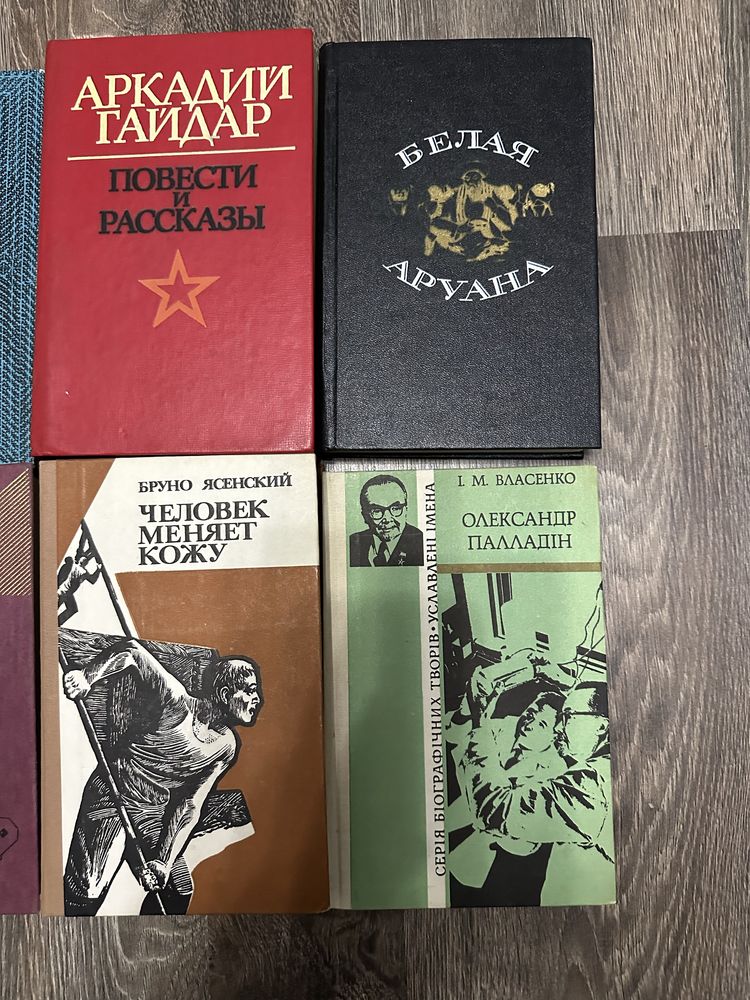 АРКАДИЙ
ГАЙДАР
ПОВЕСТИ
И
РАССКАЗЫ
БЕЛАЯ
АРУАНА
БРУНО ЯСЕНСКИЙ
ЧЕЛОВЕК
МЕНЯЕТ
КОЖУ
І. М. ВЛАСЕНКО
ОЛЕКСАНДР
ПАЛЛАДІН
СЕРІЯ БІОГРАФІЧНИХ ТВОРІВ • УСЛАВЛЕНІ ІМЕНА